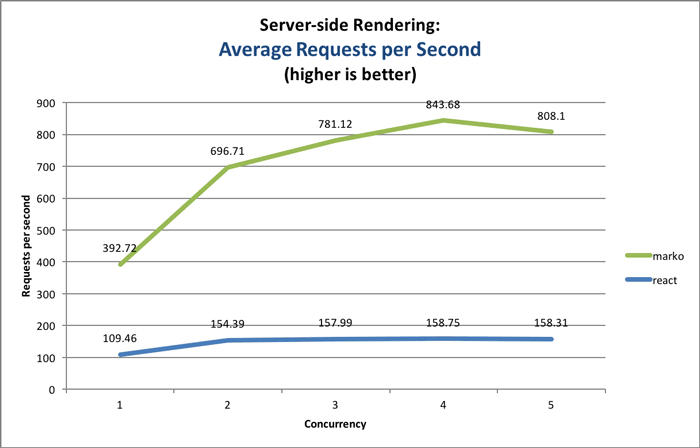 Server-side Rendering:
Average Requests per Second
(higher is better)
900
800
700
600
500
400
300
200
100
0
Requests per second
392.72
696.71
781.12
843.68
808.1
109.46
154.39
157.99
158.75
158.31
marko
react
1 2 3 4 5
Concurrency